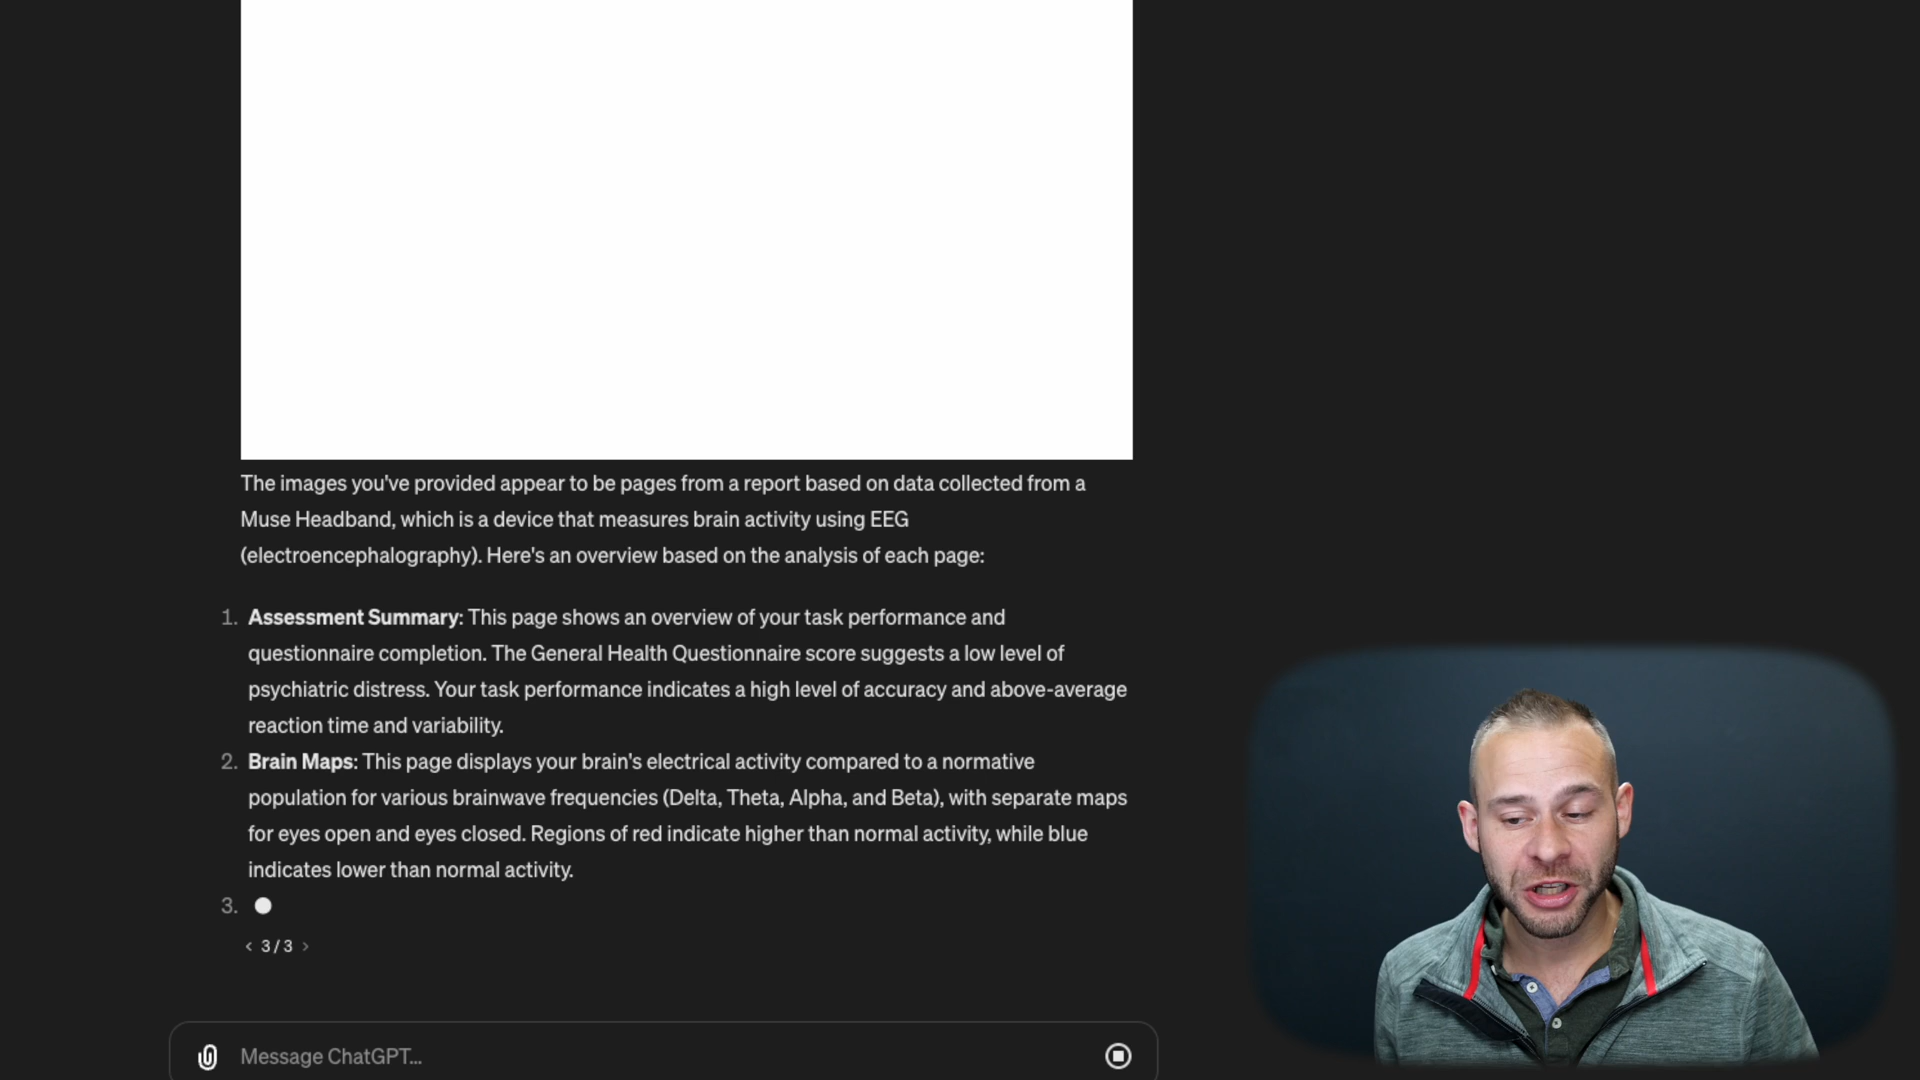 The images you've provided appear to be pages from a report based on data collected from a
Muse Headband, which is a device that measures brain activity using EEG
(electroencephalography). Here's an overview based on the analysis of each page:
1. Assessment Summary: This page shows an overview of your task performance and
questionnaire completion. The General Health Questionnaire score suggests a low level of
psychiatric distress. Your task performance indicates a high level of accuracy and above-average
reaction time and variability.
2. Brain Maps: This page displays your brain's electrical activity compared to a normative
population for various brainwave frequencies (Delta, Theta, Alpha, and Beta), with separate maps
for eyes open and eyes closed. Regions of red indicate higher than normal activity, while blue
indicates lower than normal activity.
3.
< 3 / 3 >
Message ChatGPT...